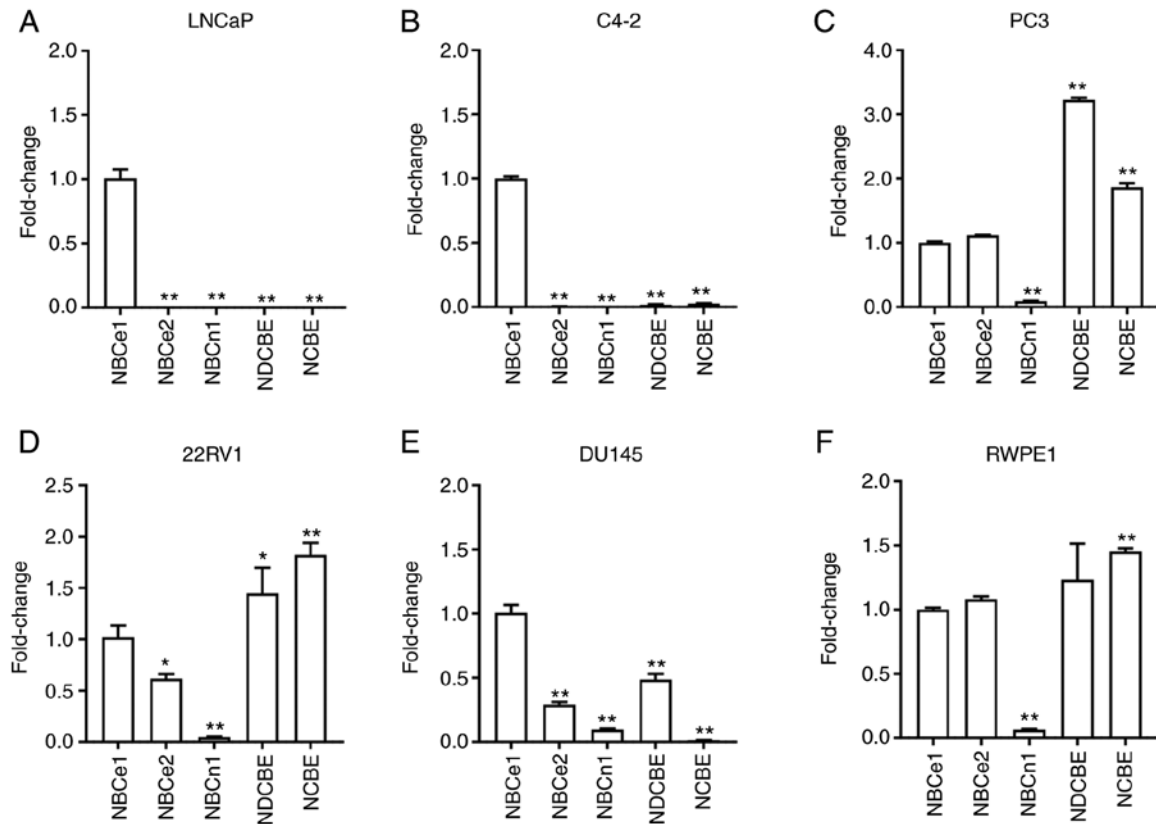 A
LNCaP
Fold-change
2.0
1.5
1.0
0.5
0.0
** ** ** **
NBCe1
NBCe2
NBCn1
NDCBE
NCBE
B
C4-2
Fold-change
2.0
1.5
1.0
0.5
0.0
** ** ** **
NBCe1
NBCe2
NBCn1
NDCBE
NCBE
C
PC3
Fold-change
4.0
3.0
2.0
1.0
0.0
** ** **
NBCe1
NBCe2
NBCn1
NDCBE
NCBE
D
22RV1
Fold-change
2.5
2.0
1.5
1.0
0.5
0.0
* ** * **
NBCe1
NBCe2
NBCn1
NDCBE
NCBE
E
DU145
Fold-change
2.0
1.5
1.0
0.5
0.0
** ** ** **
NBCe1
NBCe2
NBCn1
NDCBE
NCBE
F
RWPE1
Fold-change
2.0
1.5
1.0
0.5
0.0
** **
NBCe1
NBCe2
NBCn1
NDCBE
NCBE